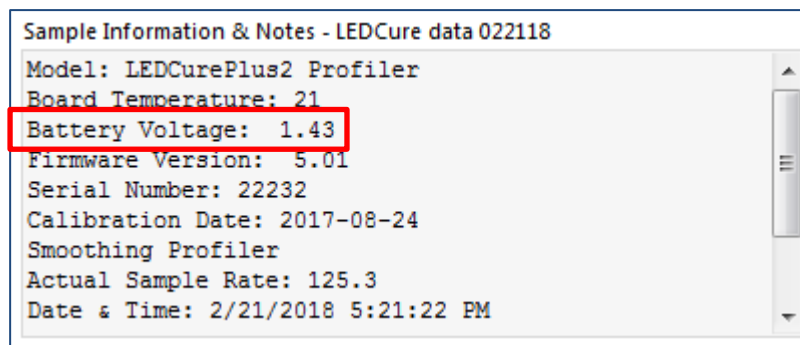 Sample Information & Notes - LEDCure data 022118
Model: LEDCurePlus2 Profiler
Board Temperature: 21
Battery Voltage:  1.43
Firmware Version:  5.01
Serial Number: 22232
Calibration Date: 2017-08-24
Smoothing Profiler
Actual Sample Rate: 125.3
Date & Time: 2/21/2018 5:21:22 PM